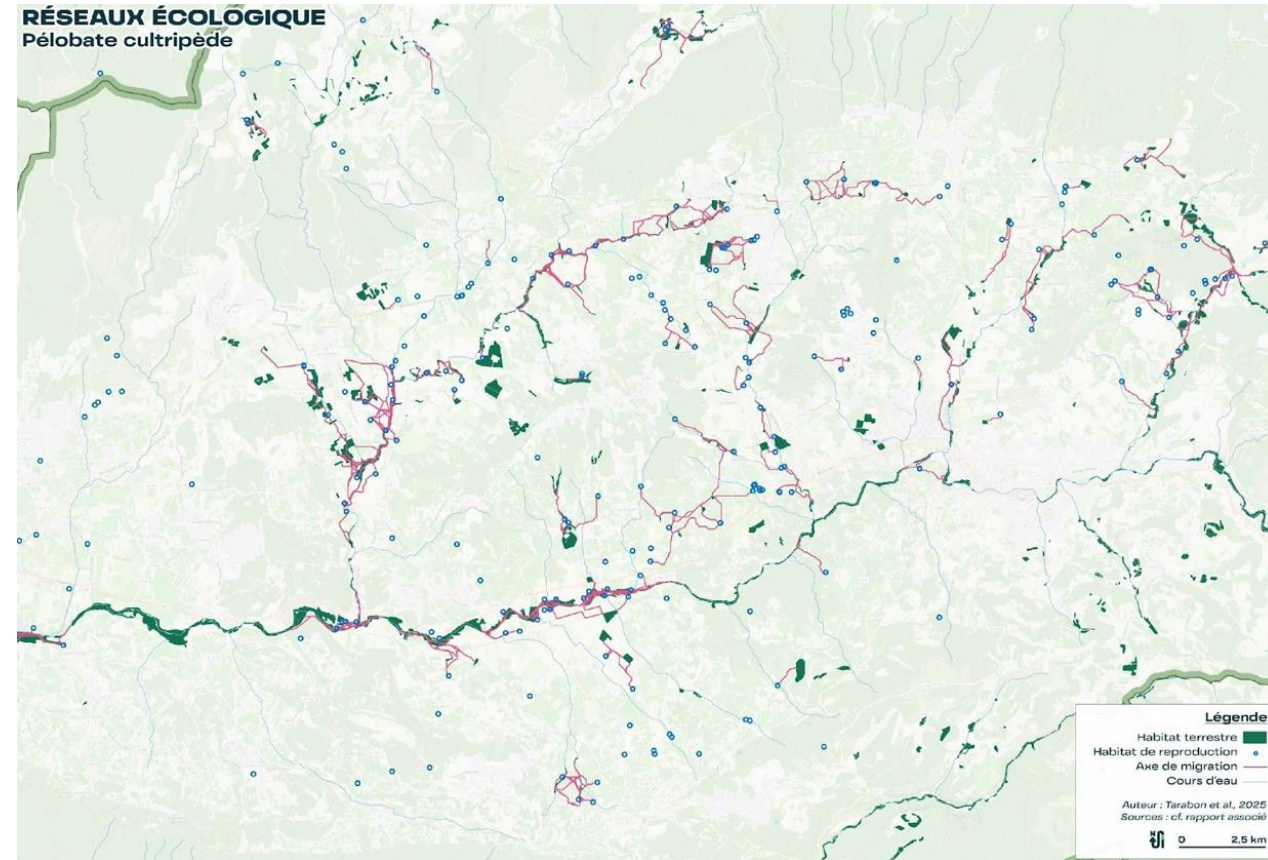 RÉSEAUX ÉCOLOGIQUE
Pélobate cultripède
Légende
Habitat terrestre
Habitat de reproduction
Axe de migration
Cours d'eau
Auteur : Tarabon et al., 2025
Sources : cf. rapport associé
N
0 2,5 km